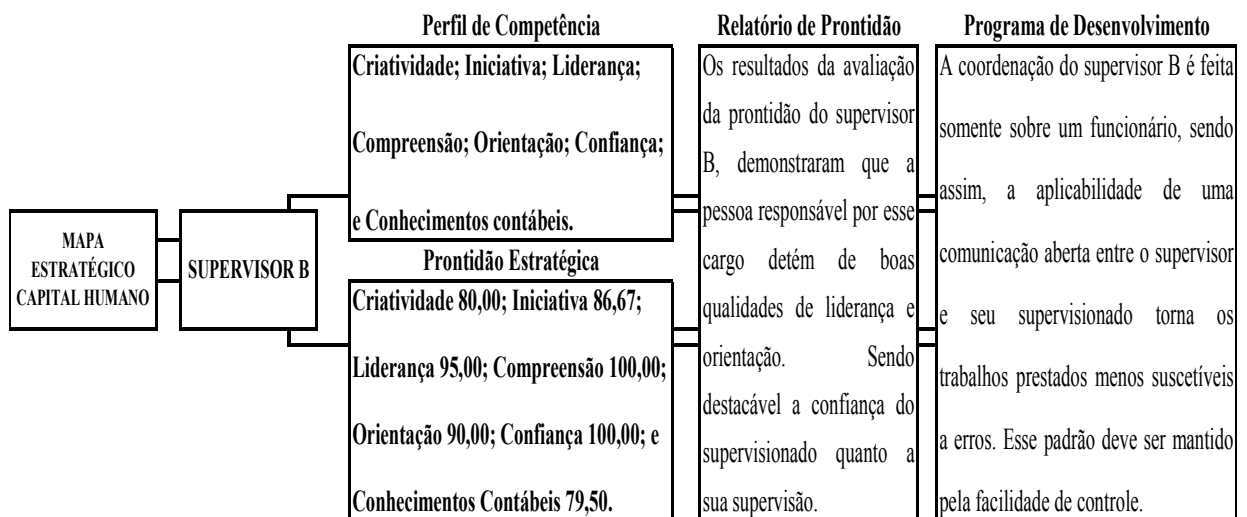 MAPA
ESTRATÉGICO
CAPITAL HUMANO
SUPERVISOR B
Perfil de Competência
Criatividade; Iniciativa; Liderança;
Compreensão; Orientação; Confiança;
e Conhecimentos contábeis.
Prontidão Estratégica
Criatividade 80,00; Iniciativa 86,67;
Liderança 95,00; Compreensão 100,00;
Orientação 90,00; Confiança 100,00; e
Conhecimentos Contábeis 79,50.
Relatório de Prontidão
Os resultados da avaliação
da prontidão do supervisor
B, demonstraram que a
pessoa responsável por esse
cargo detém de boas
qualidades de liderança e
orientação. Sendo
destacável a confiança do
supervisionado quanto a
sua supervisão.
Programa de Desenvolvimento
A coordenação do supervisor B é feita
somente sobre um funcionário, sendo
assim, a aplicabilidade de uma
comunicação aberta entre o supervisor
e seu supervisionado torna os
trabalhos prestados menos suscetíveis
a erros. Esse padrão deve ser mantido
pela facilidade de controle.